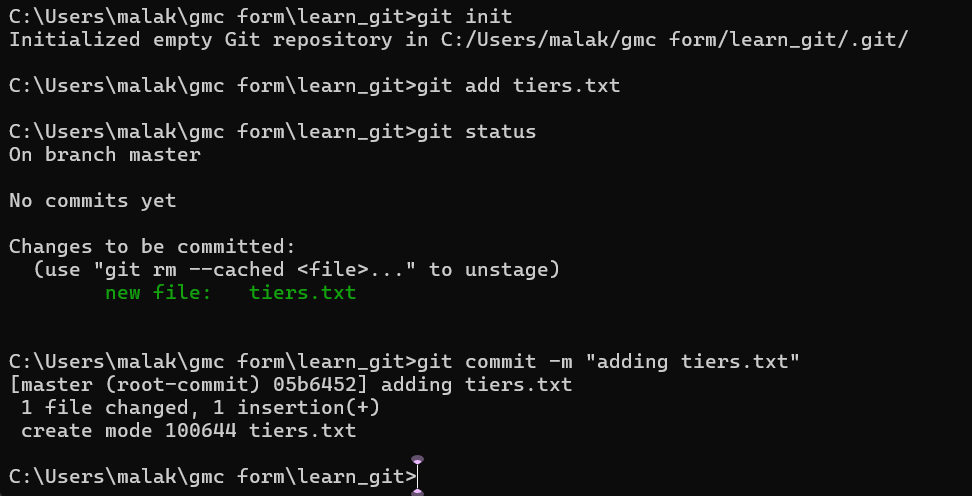 C:\Users\malak\gmc form\learn_git>git init
Initialized empty Git repository in C:/Users/malak/gmc form/learn_git/.git/
C:\Users\malak\gmc form\learn_git>git add tiers.txt
C:\Users\malak\gmc form\learn_git>git status
On branch master
No commits yet
Changes to be committed:
  (use "git rm --cached <file>..." to unstage)
        new file:   tiers.txt
C:\Users\malak\gmc form\learn_git>git commit -m "adding tiers.txt"
[master (root-commit) 05b6452] adding tiers.txt
 1 file changed, 1 insertion(+)
 create mode 100644 tiers.txt
C:\Users\malak\gmc form\learn_git>